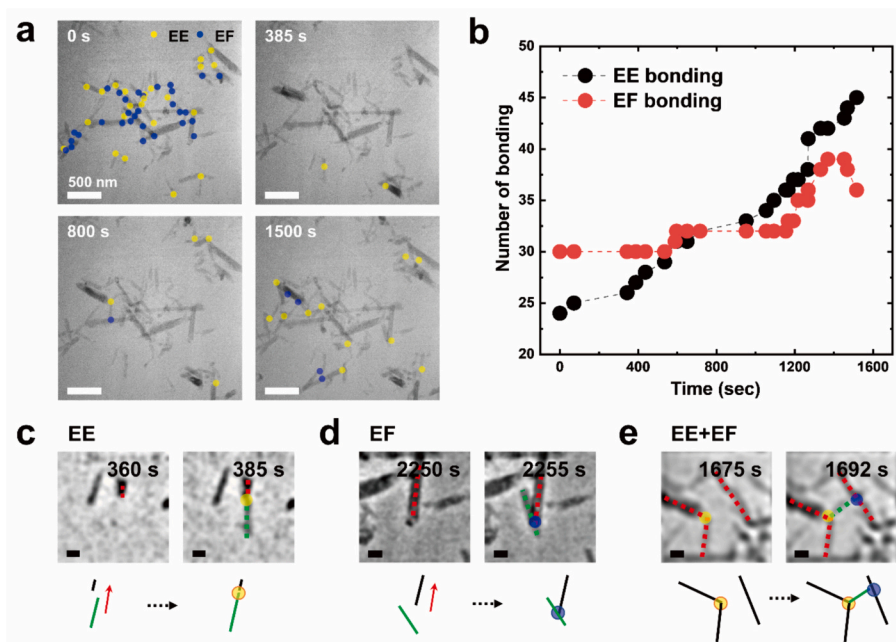 a
0 s
EE
EF
385 s
500 nm
800 s
1500 s
b
50
45
40
35
30
25
20
Number of bonding
EE bonding
EF bonding
0
400
800
1200
1600
Time (sec)
c
EE
360 s
385 s
d
EF
2250 s
2255 s
e
EE+EF
1675 s
1692 s